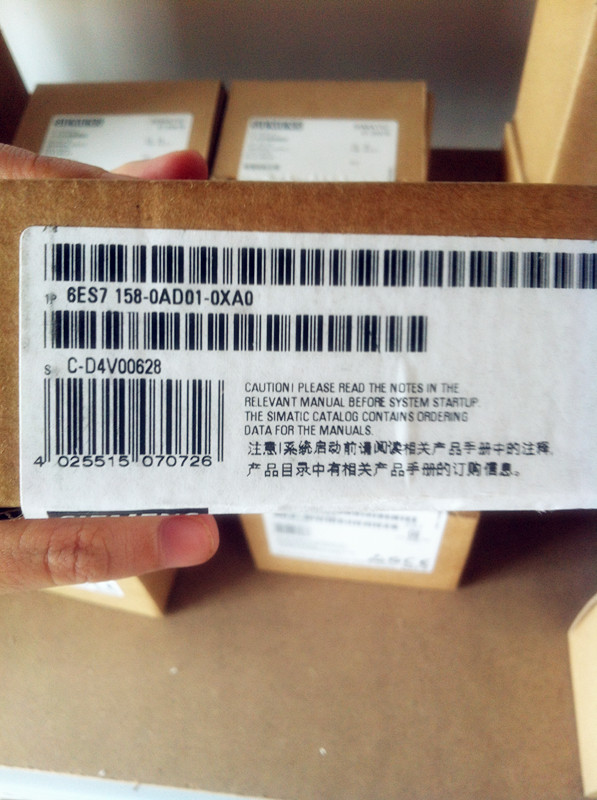 1P 6ES7 158-0AD01-0XA0
S C-D4V00628
4 025515 070726
CAUTION! PLEASE READ THE NOTES IN THE
RELEVANT MANUAL BEFORE SYSTEM STARTUP.
THE SIMATIC CATALOG CONTAINS ORDERING
DATA FOR THE MANUALS.
注意!系统启动前请阅读相关产品手册中的注释,
产品目录中有相关产品手册的订购信息。